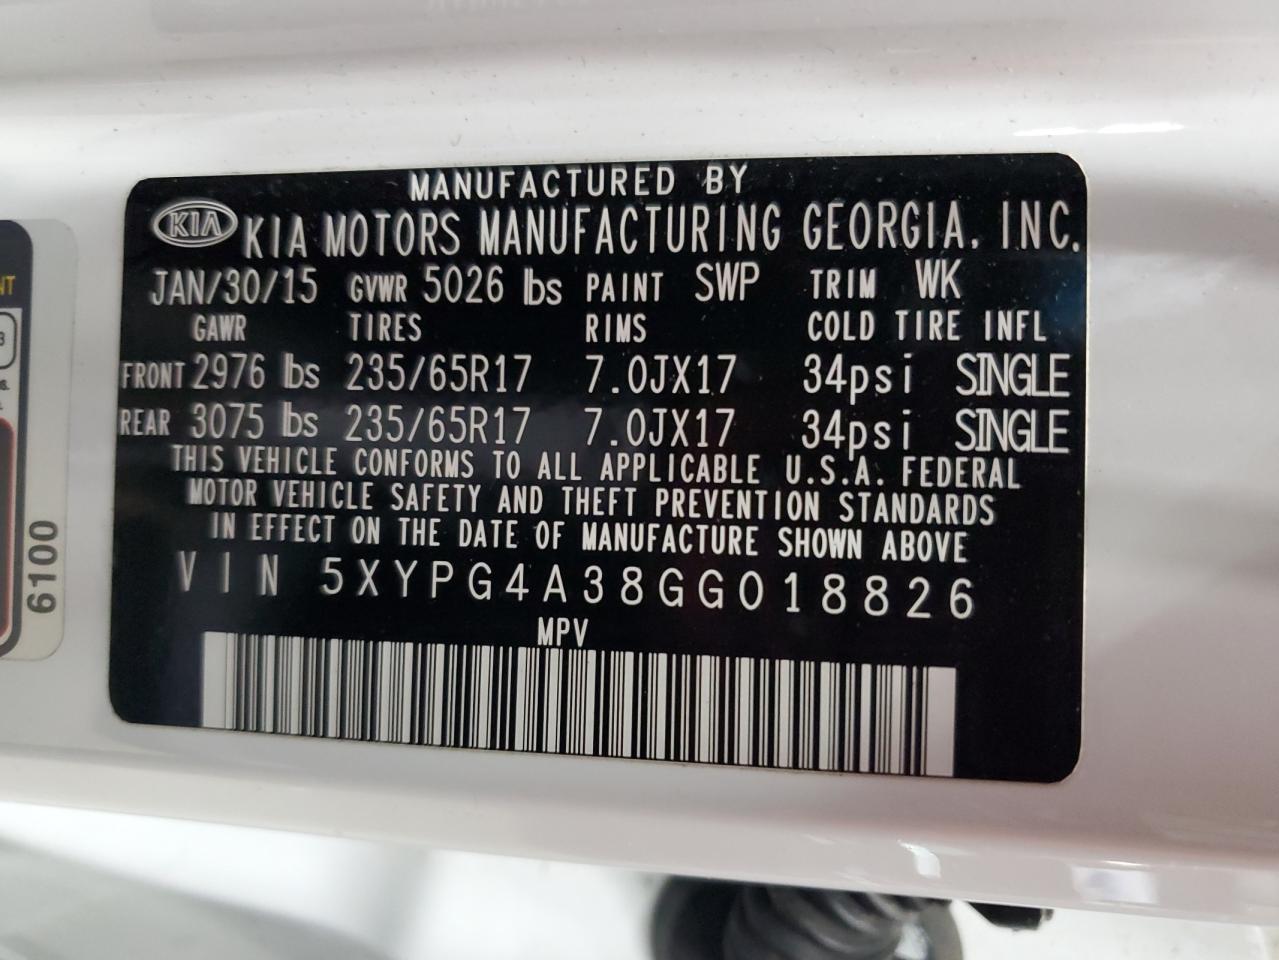 MANUFACTURED BY
KIA KIA MOTORS MANUFACTURING GEORGIA, INC.
JAN/30/15 GVWR 5026 lbs PAINT SWP TRIM WK
GAWR TIRES RIMS COLD TIRE INFL
FRONT 2976 lbs 235/65R17 7.0JX17 34psi SINGLE
REAR 3075 lbs 235/65R17 7.0JX17 34psi SINGLE
THIS VEHICLE CONFORMS TO ALL APPLICABLE U.S.A. FEDERAL
MOTOR VEHICLE SAFETY AND THEFT PREVENTION STANDARDS
IN EFFECT ON THE DATE OF MANUFACTURE SHOWN ABOVE
VIN 5XYPG4A38GG018826
MPV
6100